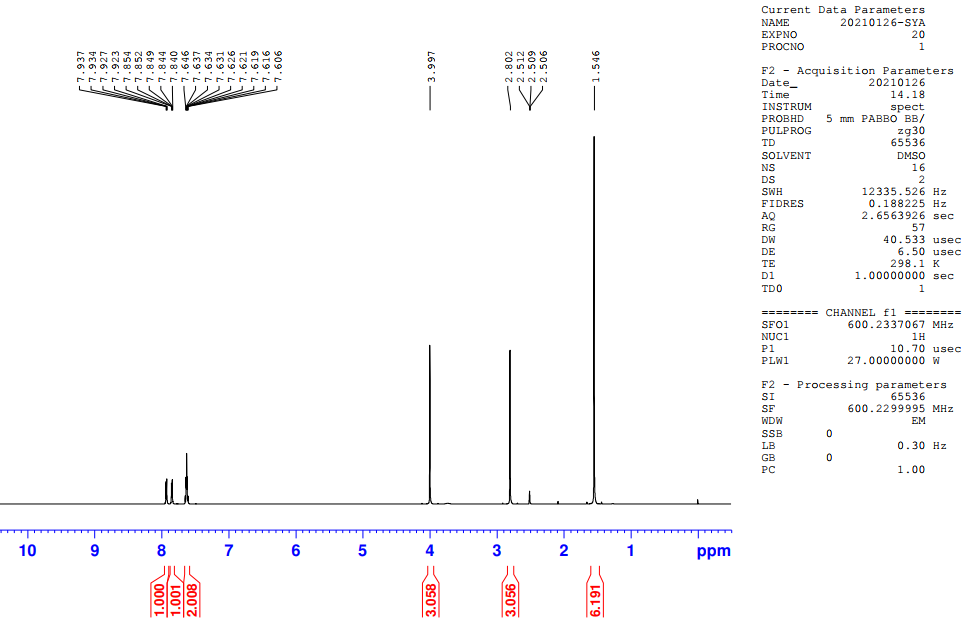 7.937
7.934
7.927
7.923
7.854
7.852
7.849
7.844
7.840
7.646
7.637
7.634
7.631
7.626
7.621
7.619
7.616
7.606
3.997
2.802
2.512
2.509
2.506
1.546
10 9 8 7 6 5 4 3 2 1 ppm
1.000
1.001
2.008
3.058
3.056
6.191
Current Data Parameters
NAME 20210126-SYA
EXPNO 20
PROCNO 1
F2 - Acquisition Parameters
Date_ 20210126
Time 14.18
INSTRUM spect
PROBHD 5 mm PABBO BB/
PULPROG zg30
TD 65536
SOLVENT DMSO
NS 16
DS 2
SWH 12335.526 Hz
FIDRES 0.188225 Hz
AQ 2.6563926 sec
RG 57
DW 40.533 usec
DE 6.50 usec
TE 298.1 K
D1 1.00000000 sec
TD0 1
======== CHANNEL f1 ========
SFO1 600.2337067 MHz
NUC1 1H
P1 10.70 usec
PLW1 27.00000000 W
F2 - Processing parameters
SI 65536
SF 600.2299995 MHz
WDW EM
SSB 0
LB 0.30 Hz
GB 0
PC 1.00